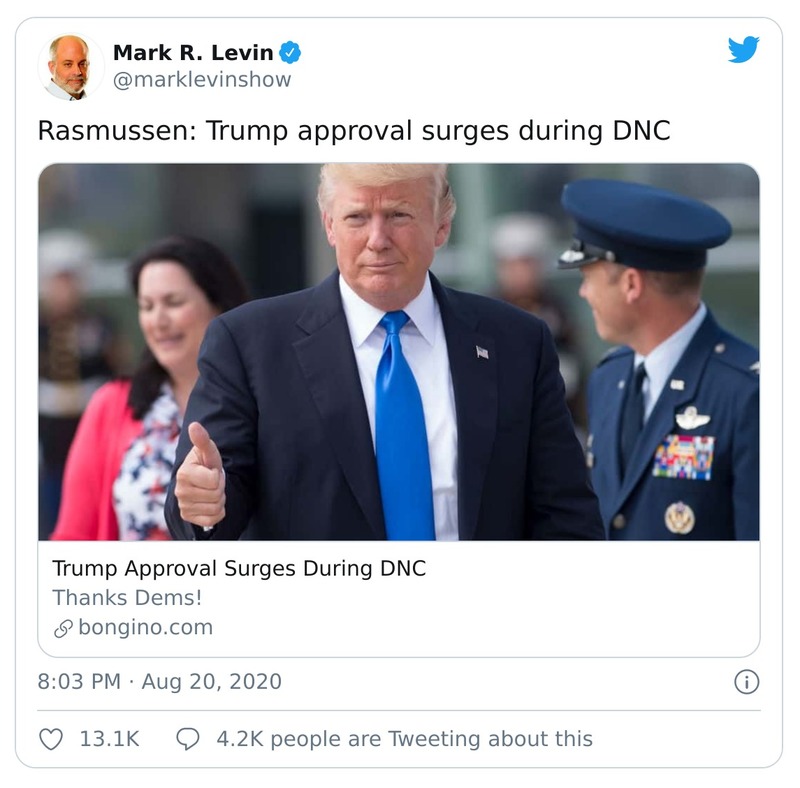 Mark R. Levin
@marklevinshow
Rasmussen: Trump approval surges during DNC
Trump Approval Surges During DNC
Thanks Dems!
bongino.com
8:03 PM · Aug 20, 2020
13.1K 4.2K people are Tweeting about this